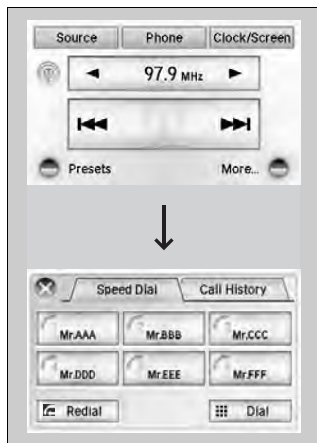 Source Phone Clock/Screen
97.9 MHz
Presets More...
Speed Dial Call History
Mr.AAA Mr.BBB Mr.CCC
Mr.DDD Mr.EEE Mr.FFF
Redial Dial